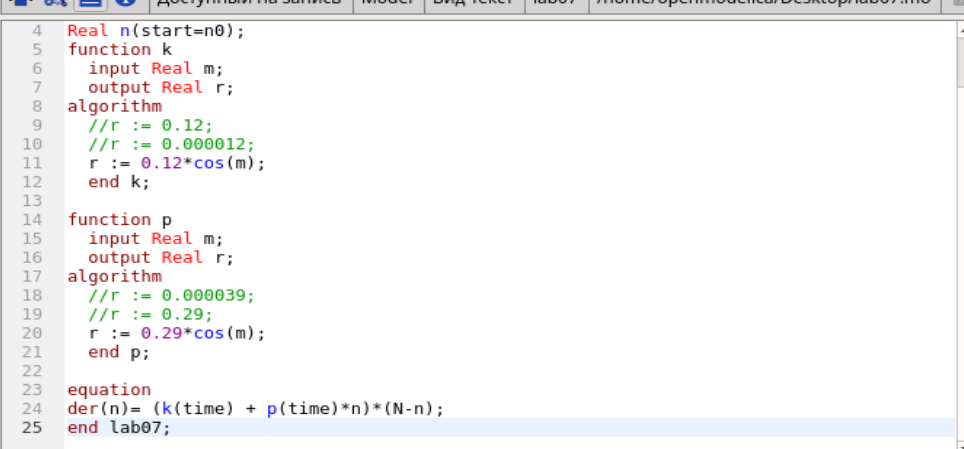 Доступный на запись Model Вид Текст lab07 /home/openmodelica/Desktop/lab07.mo
4 Real n(start=n0);
5 function k
6 input Real m;
7 output Real r;
8 algorithm
9 //r := 0.12;
10 //r := 0.000012;
11 r := 0.12*cos(m);
12 end k;
13
14 function p
15 input Real m;
16 output Real r;
17 algorithm
18 //r := 0.000039;
19 //r := 0.29;
20 r := 0.29*cos(m);
21 end p;
22
23 equation
24 der(n)= (k(time) + p(time)*n)*(N-n);
25 end lab07;